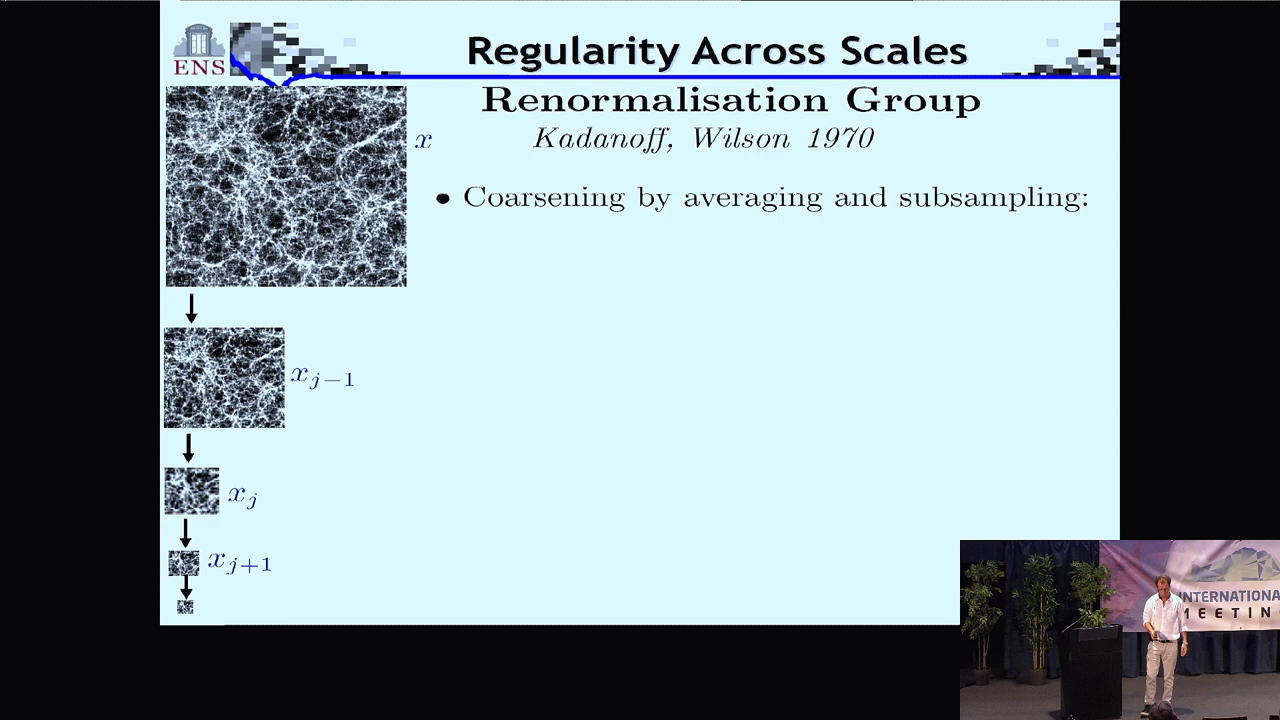 ENS
Regularity Across Scales
Renormalisation Group
Kadanoff, Wilson 1970
x
• Coarsening by averaging and subsampling:
x_{j-1}
x_j
x_{j+1}
INTERNATIONA
MEETIN